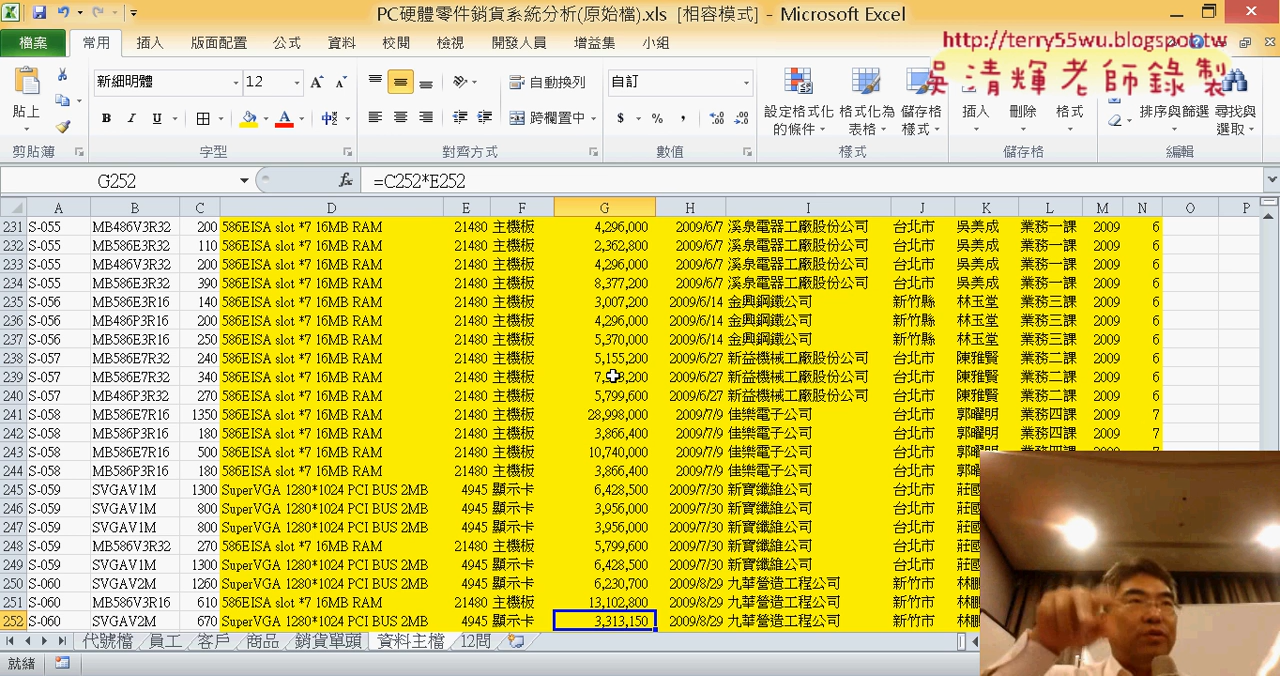 PC硬體零件銷貨系統分析(原始檔).xls [相容模式] - Microsoft Excel
檔案 常用 插入 版面配置 公式 資料 校閱 檢視 開發人員 增益集 小組
http://terry55wu.blogspot.tw
吳清輝老師錄製
新細明體 12 自動換列 自訂
貼上 B I U A 中 跨欄置中 $ % , 設定格式化的條件 格式化為表格 儲存格樣式 插入 刪除 格式 排序與篩選 尋找與選取
剪貼簿 字型 對齊方式 數值 樣式 儲存格 編輯
G252 fx =C252*E252
A B C D E F G H I J K L M N O P
231 S-055 MB486V3R32 200 586EISA slot *7 16MB RAM 21480 主機板 4,296,000 2009/6/7 溪泉電器工廠股份公司 台北市 吳美成 業務一課 2009 6
232 S-055 MB586E3R32 110 586EISA slot *7 16MB RAM 21480 主機板 2,362,800 2009/6/7 溪泉電器工廠股份公司 台北市 吳美成 業務一課 2009 6
233 S-055 MB486V3R32 200 586EISA slot *7 16MB RAM 21480 主機板 4,296,000 2009/6/7 溪泉電器工廠股份公司 台北市 吳美成 業務一課 2009 6
234 S-055 MB586E3R32 390 586EISA slot *7 16MB RAM 21480 主機板 8,377,200 2009/6/7 溪泉電器工廠股份公司 台北市 吳美成 業務一課 2009 6
235 S-056 MB586E3R16 140 586EISA slot *7 16MB RAM 21480 主機板 3,007,200 2009/6/14 金興鋼鐵公司 新竹縣 林玉堂 業務三課 2009 6
236 S-056 MB486P3R16 200 586EISA slot *7 16MB RAM 21480 主機板 4,296,000 2009/6/14 金興鋼鐵公司 新竹縣 林玉堂 業務三課 2009 6
237 S-056 MB586E3R16 250 586EISA slot *7 16MB RAM 21480 主機板 5,370,000 2009/6/14 金興鋼鐵公司 新竹縣 林玉堂 業務三課 2009 6
238 S-057 MB586E7R32 240 586EISA slot *7 16MB RAM 21480 主機板 5,155,200 2009/6/27 新益機械工廠股份公司 台北市 陳雅賢 業務二課 2009 6
239 S-057 MB586E7R32 340 586EISA slot *7 16MB RAM 21480 主機板 2009/6/27 新益機械工廠股份公司 台北市 陳雅賢 業務二課 2009 6
240 S-057 MB486P3R32 270 586EISA slot *7 16MB RAM 21480 主機板 5,799,600 2009/6/27 新益機械工廠股份公司 台北市 陳雅賢 業務二課 2009 6
241 S-058 MB586E7R16 1350 586EISA slot *7 16MB RAM 21480 主機板 28,998,000 2009/7/9 佳樂電子公司 台北市 郭曜明 業務四課 2009 7
242 S-058 MB586P3R16 180 586EISA slot *7 16MB RAM 21480 主機板 3,866,400 2009/7/9 佳樂電子公司 台北市 郭曜明 業務四課 2009 7
243 S-058 MB586E7R16 500 586EISA slot *7 16MB RAM 21480 主機板 10,740,000 2009/7/9 佳樂電子公司 台北市
244 S-058 MB586P3R16 180 586EISA slot *7 16MB RAM 21480 主機板 3,866,400 2009/7/9 佳樂電子公司 台北市
245 S-059 SVGAV1M 1300 SuperVGA 1280*1024 PCI BUS 2MB 4945 顯示卡 6,428,500 2009/7/30 新寶纖維公司 台北市
246 S-059 SVGAV1M 800 SuperVGA 1280*1024 PCI BUS 2MB 4945 顯示卡 3,956,000 2009/7/30 新寶纖維公司 台北市
247 S-059 SVGAV1M 800 SuperVGA 1280*1024 PCI BUS 2MB 4945 顯示卡 3,956,000 2009/7/30 新寶纖維公司 台北市
248 S-059 MB586V3R32 270 586EISA slot *7 16MB RAM 21480 主機板 5,799,600 2009/7/30 新寶纖維公司 台北市
249 S-059 SVGAV1M 1300 SuperVGA 1280*1024 PCI BUS 2MB 4945 顯示卡 6,428,500 2009/7/30 新寶纖維公司 台北市
250 S-060 SVGAV2M 1260 SuperVGA 1280*1024 PCI BUS 2MB 4945 顯示卡 6,230,700 2009/8/29 九華營造工程公司 新竹市
251 S-060 MB586V3R16 610 586EISA slot *7 16MB RAM 21480 主機板 13,102,800 2009/8/29 九華營造工程公司 新竹市
252 S-060 SVGAV2M 670 SuperVGA 1280*1024 PCI BUS 2MB 4945 顯示卡 3,313,150 2009/8/29 九華營造工程公司 新竹市
代號檔 員工 客戶 商品 銷貨單頭 資料主檔 12問
就緒